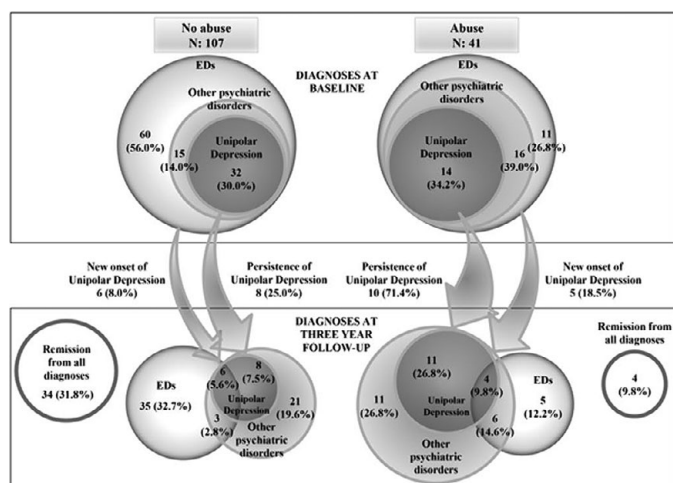 No abuse
N: 107
Abuse
N: 41
EDs
EDs
DIAGNOSES AT
BASELINE
Other psychiatric
disorders
Other psychiatric
disorders
60
(56.0%)
15
(14.0%)
Unipolar
Depression
32
(30.0%)
Unipolar
Depression
14
(34.2%)
16
(39.0%)
11
(26.8%)
New onset of
Unipolar Depression
6 (8.0%)
Persistence of
Unipolar Depression
8 (25.0%)
Persistence of
Unipolar Depression
10 (71.4%)
New onset of
Unipolar Depression
5 (18.5%)
DIAGNOSES AT
THREE YEAR
FOLLOW-UP
Remission
from all
diagnoses
34 (31.8%)
EDs
35 (32.7%)
6
(5.6%)
8
(7.5%)
Unipolar
Depression
3
(2.8%)
21
(19.6%)
Other
psychiatric
disorders
11
(26.8%)
11
(26.8%)
Unipolar
Depression
4
(9.8%)
6
(14.6%)
Other
psychiatric
disorders
EDs
5
(12.2%)
Remission from
all diagnoses
4
(9.8%)